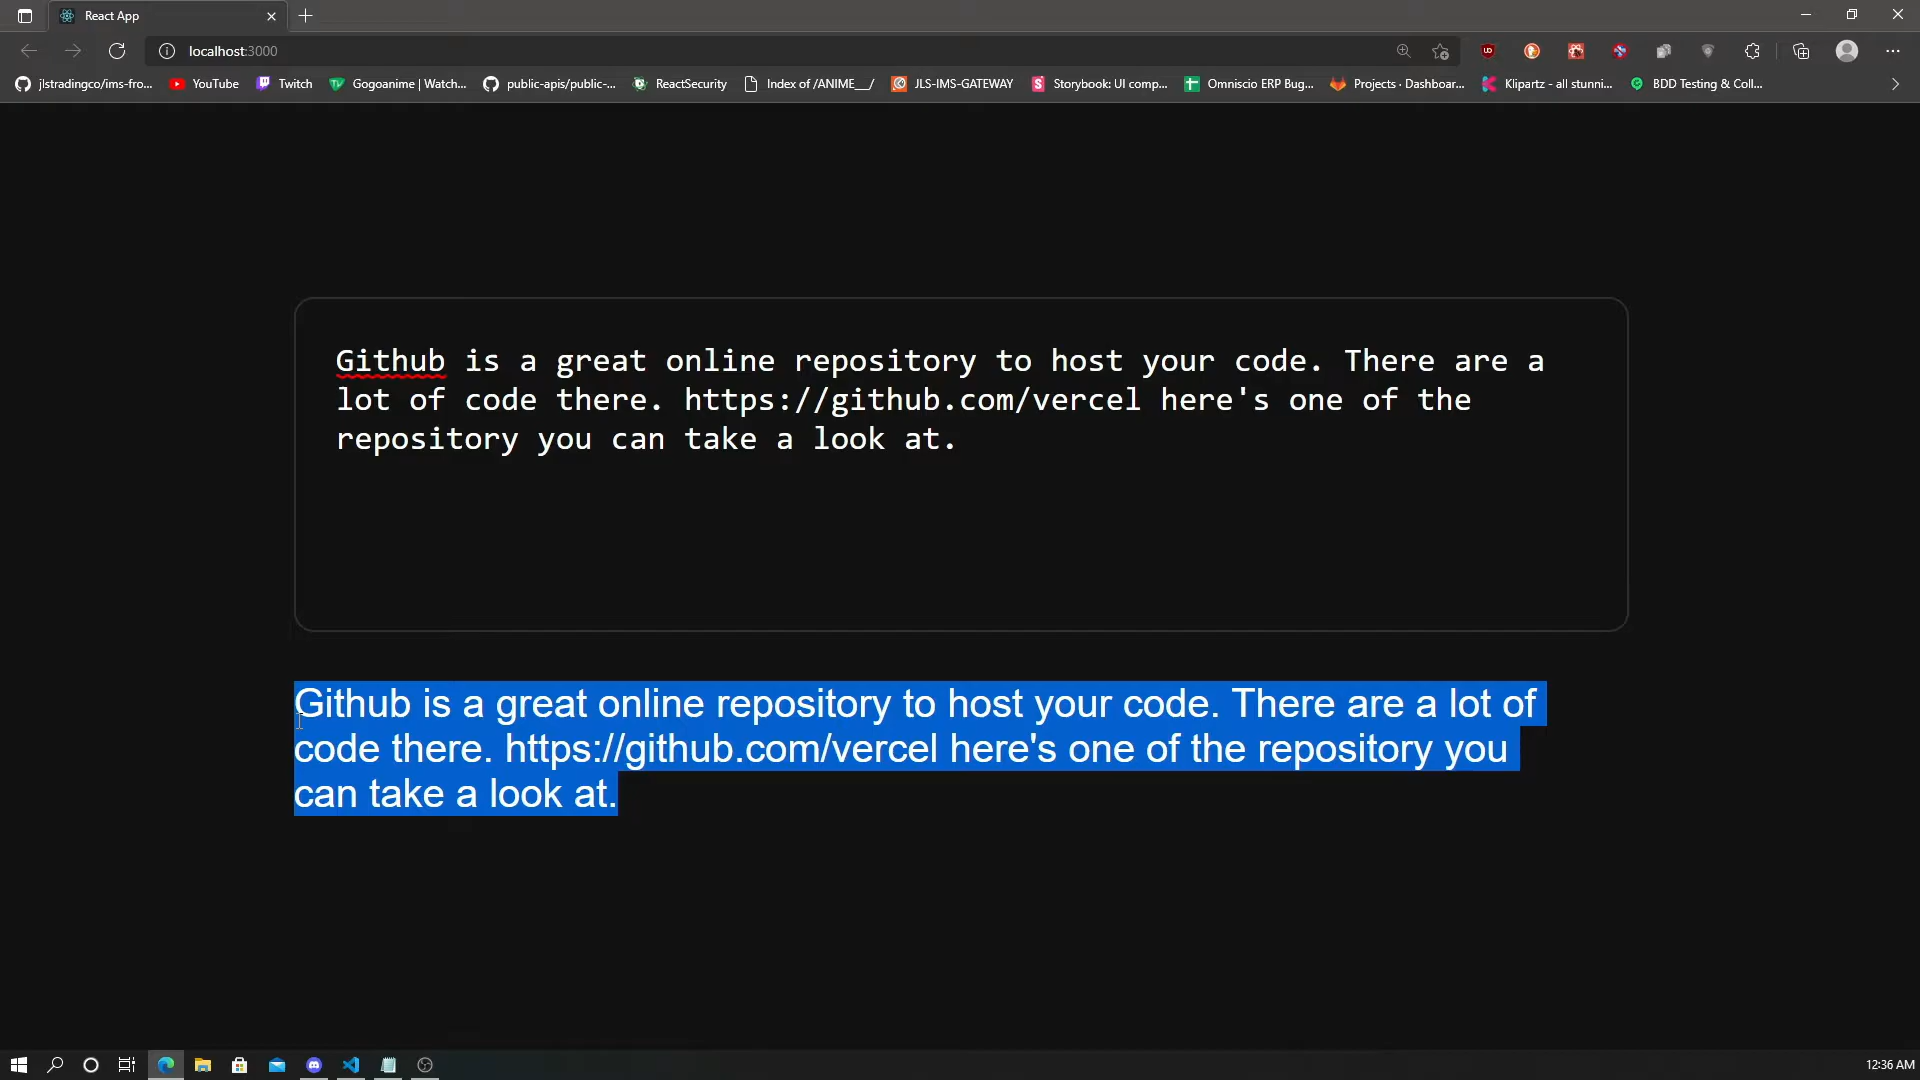 React App
localhost:3000
jlstradingco/ims-fro...
YouTube
Twitch
Gogoanime | Watch...
public-apis/public-...
ReactSecurity
Index of /ANIME__/
JLS-IMS-GATEWAY
Storybook: UI comp...
Omniscio ERP Bug...
Projects · Dashboar...
Klipartz - all stunni...
BDD Testing & Coll...
Github is a great online repository to host your code. There are a
lot of code there. https://github.com/vercel here's one of the
repository you can take a look at.
Github is a great online repository to host your code. There are a lot of
code there. https://github.com/vercel here's one of the repository you
can take a look at.
12:36 AM